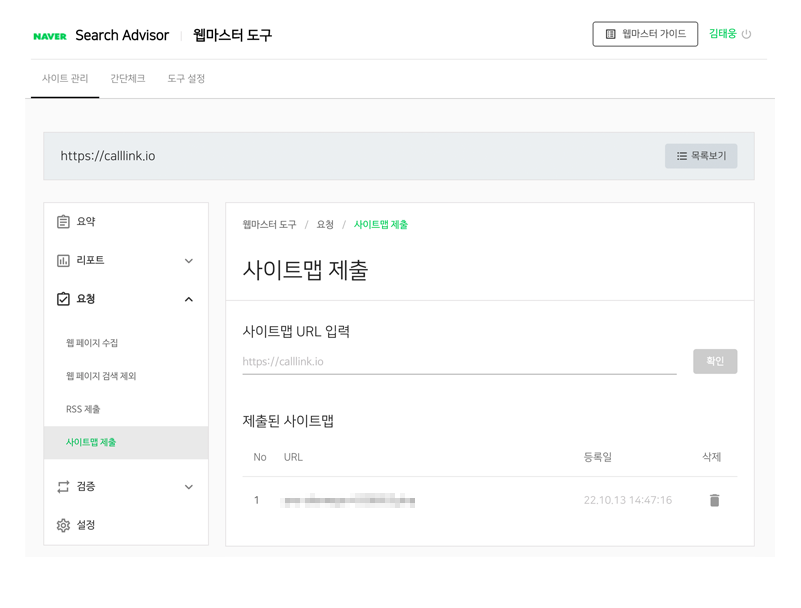 NAVER Search Advisor 웹마스터 도구
웹마스터 가이드 김태웅
사이트 관리 간단체크 도구 설정
https://calllink.io 목록보기
요약
리포트
요청
웹 페이지 수집
웹 페이지 검색 제외
RSS 제출
사이트맵 제출
검증
설정
웹마스터 도구 / 요청 / 사이트맵 제출
사이트맵 제출
사이트맵 URL 입력
https://calllink.io 확인
제출된 사이트맵
No URL 등록일 삭제
1 22.10.13 14:47:16